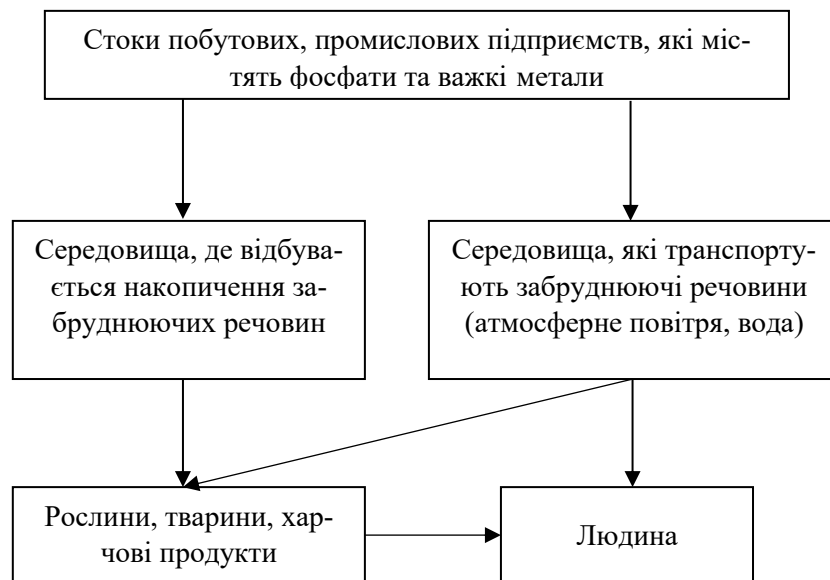 Стоки побутових, промислових підприємств, які міс-
тять фосфати та важкі метали
Середовища, де відбува-
ється накопичення за-
бруднюючих речовин
Середовища, які транспорту-
ють забруднюючі речовини
(атмосферне повітря, вода)
Рослини, тварини, хар-
чові продукти
Людина